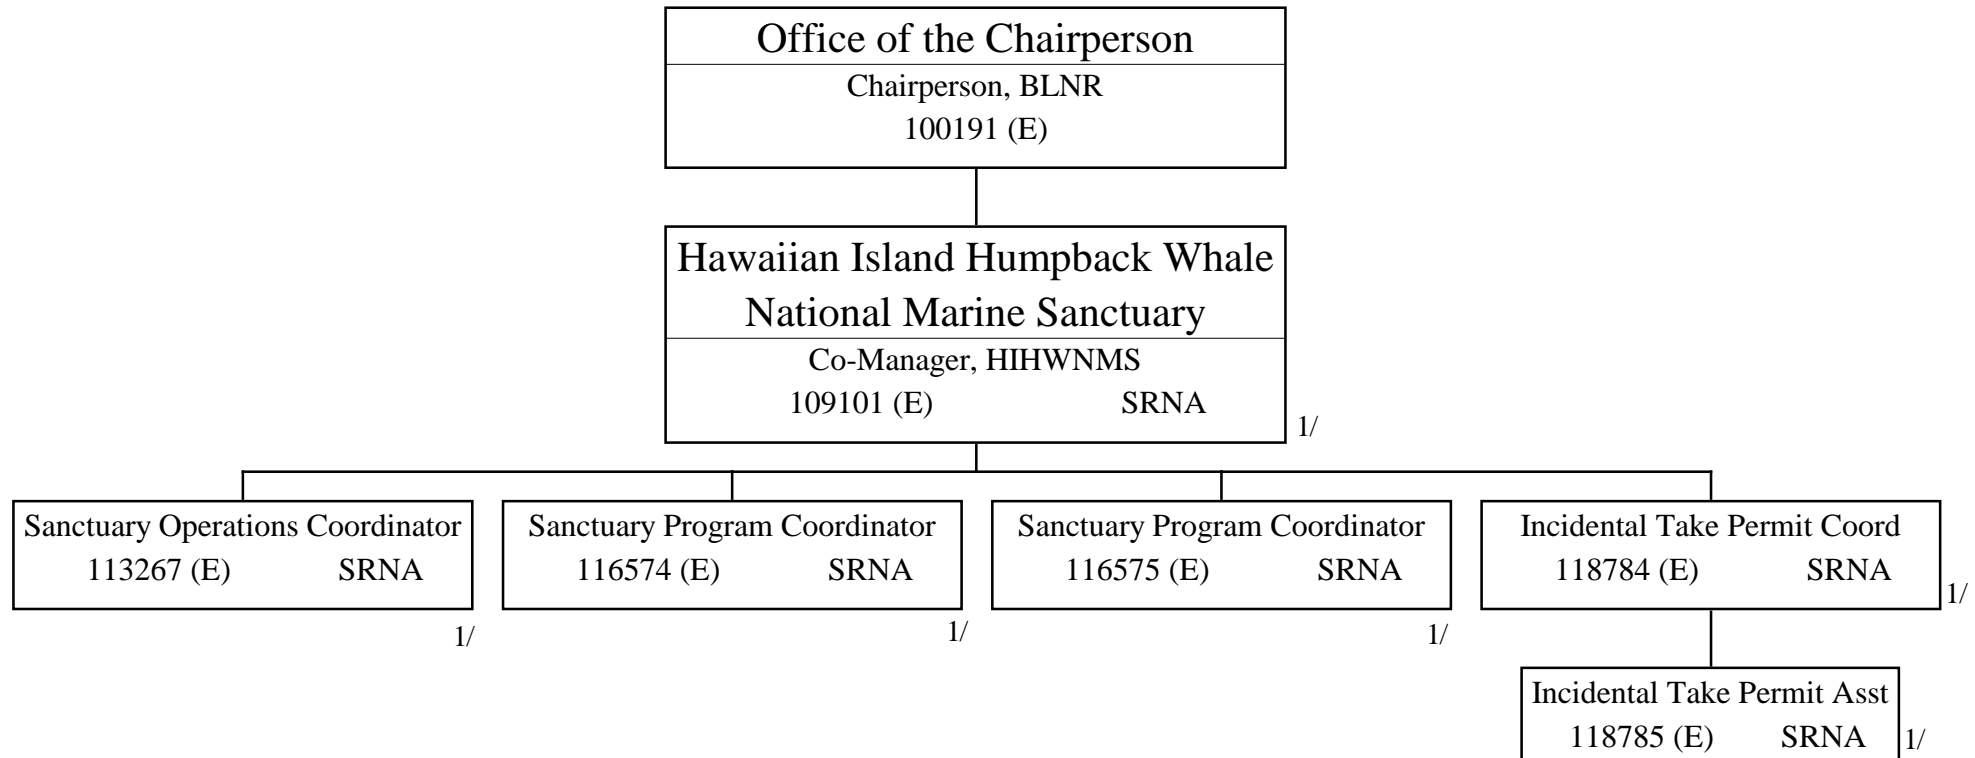 Office of the Chairperson
Chairperson, BLNR
100191 (E)
Hawaiian Island Humpback Whale
National Marine Sanctuary
Co-Manager, HIHWNMS
109101 (E) SRNA
1/
Sanctuary Operations Coordinator
113267 (E) SRNA
1/
Sanctuary Program Coordinator
116574 (E) SRNA
1/
Sanctuary Program Coordinator
116575 (E) SRNA
1/
Incidental Take Permit Coord
118784 (E) SRNA
1/
Incidental Take Permit Asst
118785 (E) SRNA
1/